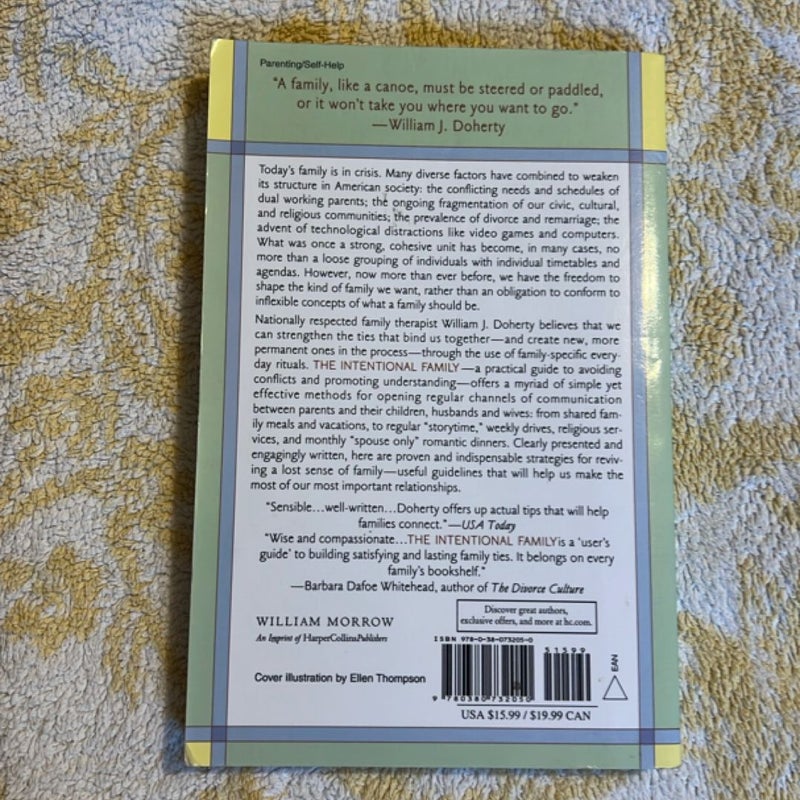 Parenting/Self-Help
"A family, like a canoe, must be steered or paddled,
or it won't take you where you want to go."
—William J. Doherty
Today's family is in crisis. Many diverse factors have combined to weaken
its structure in American society: the conflicting needs and schedules of
dual working parents; the ongoing fragmentation of our civic, cultural,
and religious communities; the prevalence of divorce and remarriage; the
advent of technological distractions like video games and computers.
What was once a strong, cohesive unit has become, in many cases, no
more than a loose grouping of individuals with individual timetables and
agendas. However, now more than ever before, we have the freedom to
shape the kind of family we want, rather than an obligation to conform to
inflexible concepts of what a family should be.
Nationally respected family therapist William J. Doherty believes that we
can strengthen the ties that bind us together—and create new, more
permanent ones in the process—through the use of family-specific every-
day rituals. THE INTENTIONAL FAMILY—a practical guide to avoiding
conflicts and promoting understanding—offers a myriad of simple yet
effective methods for opening regular channels of communication
between parents and their children, husbands and wives: from shared fam-
ily meals and vacations, to regular "storytime," weekly drives, religious ser-
vices, and monthly "spouse only" romantic dinners. Clearly presented and
engagingly written, here are proven and indispensable strategies for reviv-
ing a lost sense of family—useful guidelines that will help us make the
most of our most important relationships.
"Sensible...well-written...Doherty offers up actual tips that will help
families connect."—USA Today
"Wise and compassionate...THE INTENTIONAL FAMILY is a 'user's
guide' to building satisfying and lasting family ties. It belongs on every
family's bookshelf."
—Barbara Dafoe Whitehead, author of The Divorce Culture
WILLIAM MORROW
An Imprint of HarperCollinsPublishers
Discover great authors,
exclusive offers, and more at hc.com.
Cover illustration by Ellen Thompson
ISBN 978-0-38-073205-0
51599
EAN
9 780380 732050
USA $15.99 / $19.99 CAN